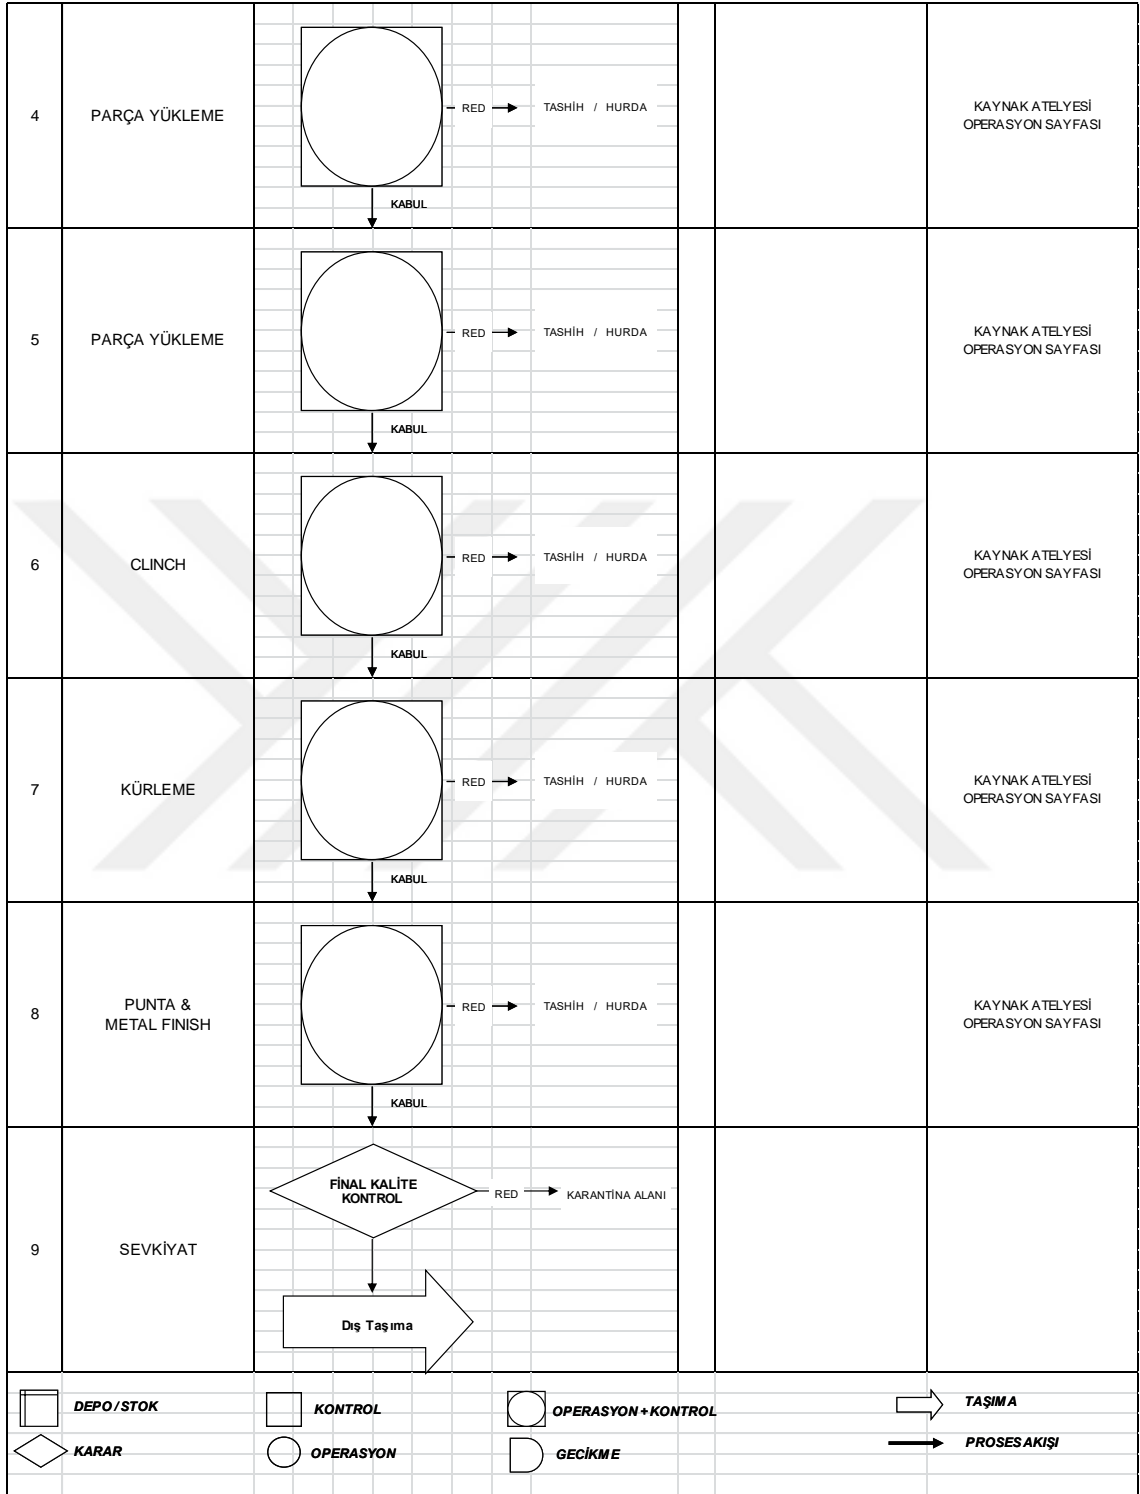 4
PARÇA YÜKLEME
RED
TASHİH / HURDA
KAYNAK ATELYESİ
OPERASYON SAYFASI
KABUL
5
PARÇA YÜKLEME
RED
TASHİH / HURDA
KAYNAK ATELYESİ
OPERASYON SAYFASI
KABUL
6
CLINCH
RED
TASHİH / HURDA
KAYNAK ATELYESİ
OPERASYON SAYFASI
KABUL
7
KÜRLEME
RED
TASHİH / HURDA
KAYNAK ATELYESİ
OPERASYON SAYFASI
KABUL
8
PUNTA &
METAL FINISH
RED
TASHİH / HURDA
KAYNAK ATELYESİ
OPERASYON SAYFASI
KABUL
9
SEVKİYAT
FİNAL KALİTE
KONTROL
RED
KARANTİNA ALANI
Dış Taşıma
DEPO / STOK
KONTROL
OPERASYON + KONTROL
TAŞIMA
KARAR
OPERASYON
GECİKME
PROSES AKIŞI